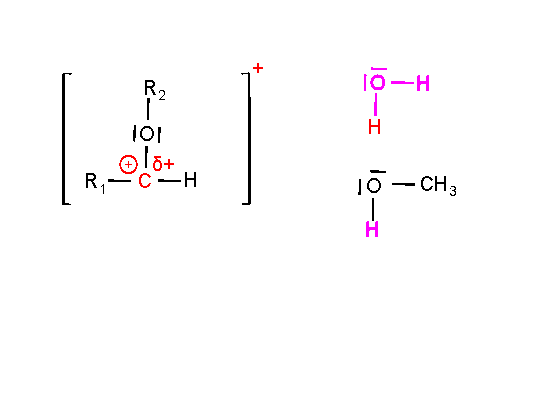 +
R2
|O̅ — H
|O|
H
⊕ δ+
R1 — C — H
|O̅ — CH3
H